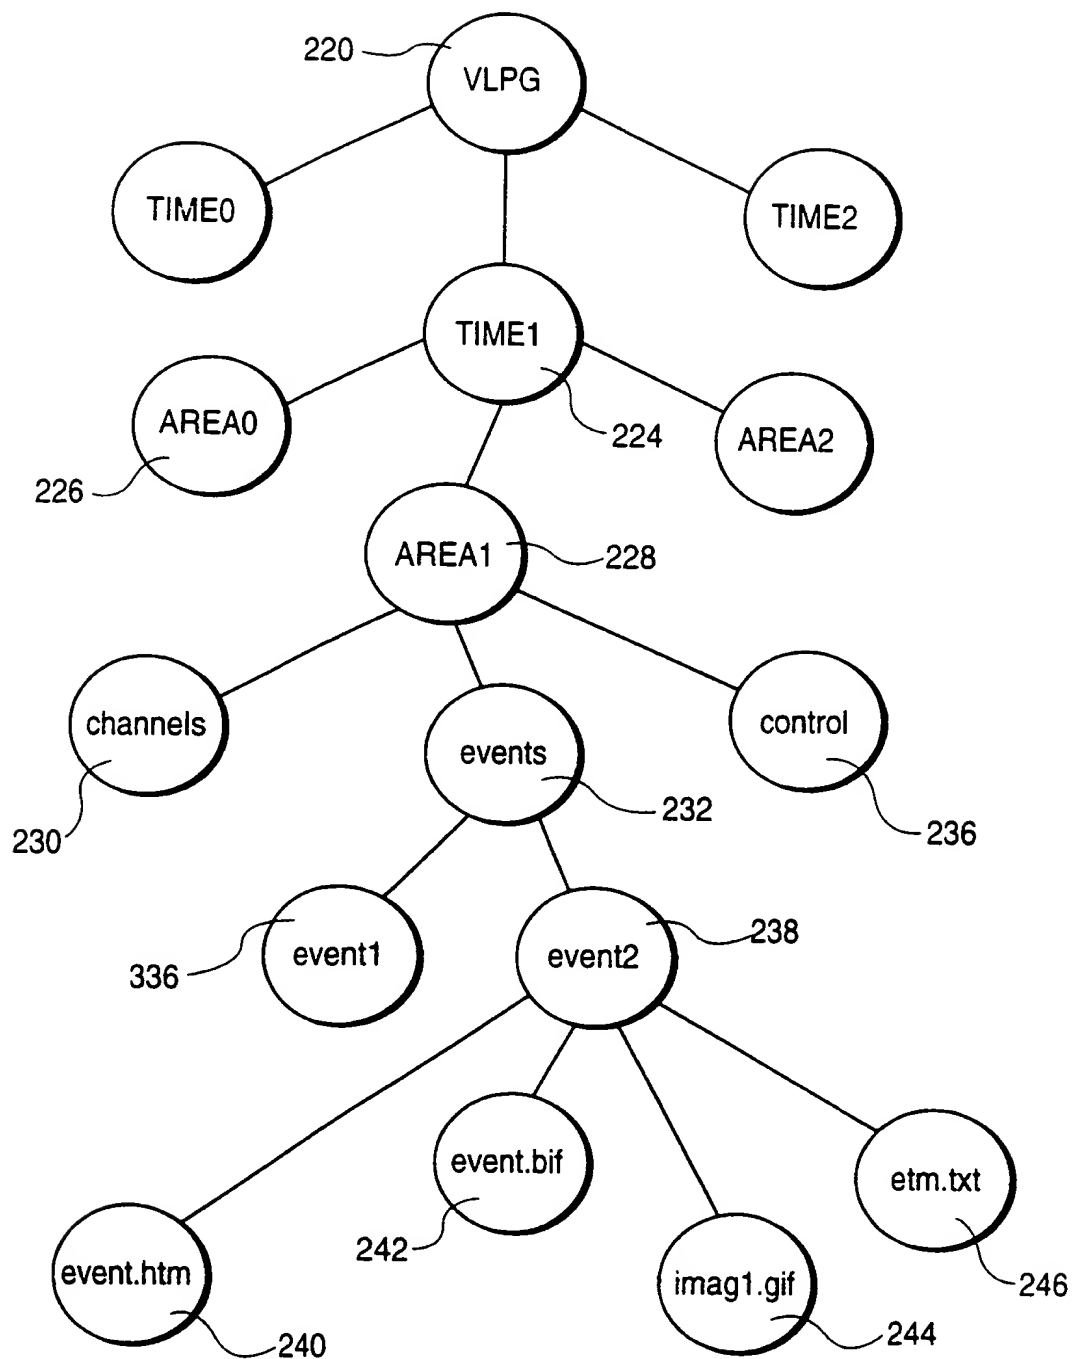 220
VLPG
TIME0
TIME2
TIME1
224
AREA0
226
AREA2
AREA1
228
channels
230
events
232
control
236
event1
336
event2
238
event.htm
240
event.bif
242
imag1.gif
244
etm.txt
246